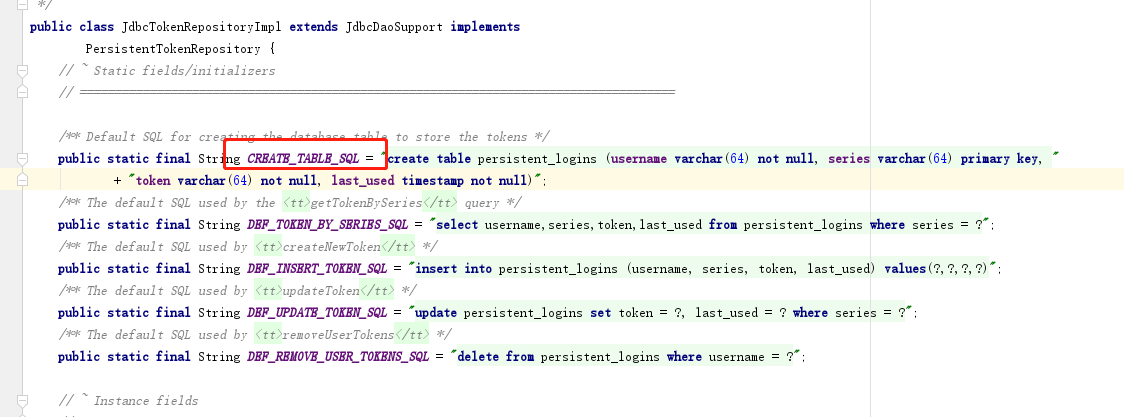 */
public class JdbcTokenRepositoryImpl extends JdbcDaoSupport implements
PersistentTokenRepository {
// ~ Static fields/initializers
// =====================================================================================
/** Default SQL for creating the database table to store the tokens */
public static final String CREATE_TABLE_SQL = "create table persistent_logins (username varchar(64) not null, series varchar(64) primary key, "
+ "token varchar(64) not null, last_used timestamp not null)";
/** The default SQL used by the <tt>getTokenBySeries</tt> query */
public static final String DEF_TOKEN_BY_SERIES_SQL = "select username,series,token,last_used from persistent_logins where series = ?";
/** The default SQL used by <tt>createNewToken</tt> */
public static final String DEF_INSERT_TOKEN_SQL = "insert into persistent_logins (username, series, token, last_used) values(?,?,?,?)";
/** The default SQL used by <tt>updateToken</tt> */
public static final String DEF_UPDATE_TOKEN_SQL = "update persistent_logins set token = ?, last_used = ? where series = ?";
/** The default SQL used by <tt>removeUserTokens</tt> */
public static final String DEF_REMOVE_USER_TOKENS_SQL = "delete from persistent_logins where username = ?";
// ~ Instance fields